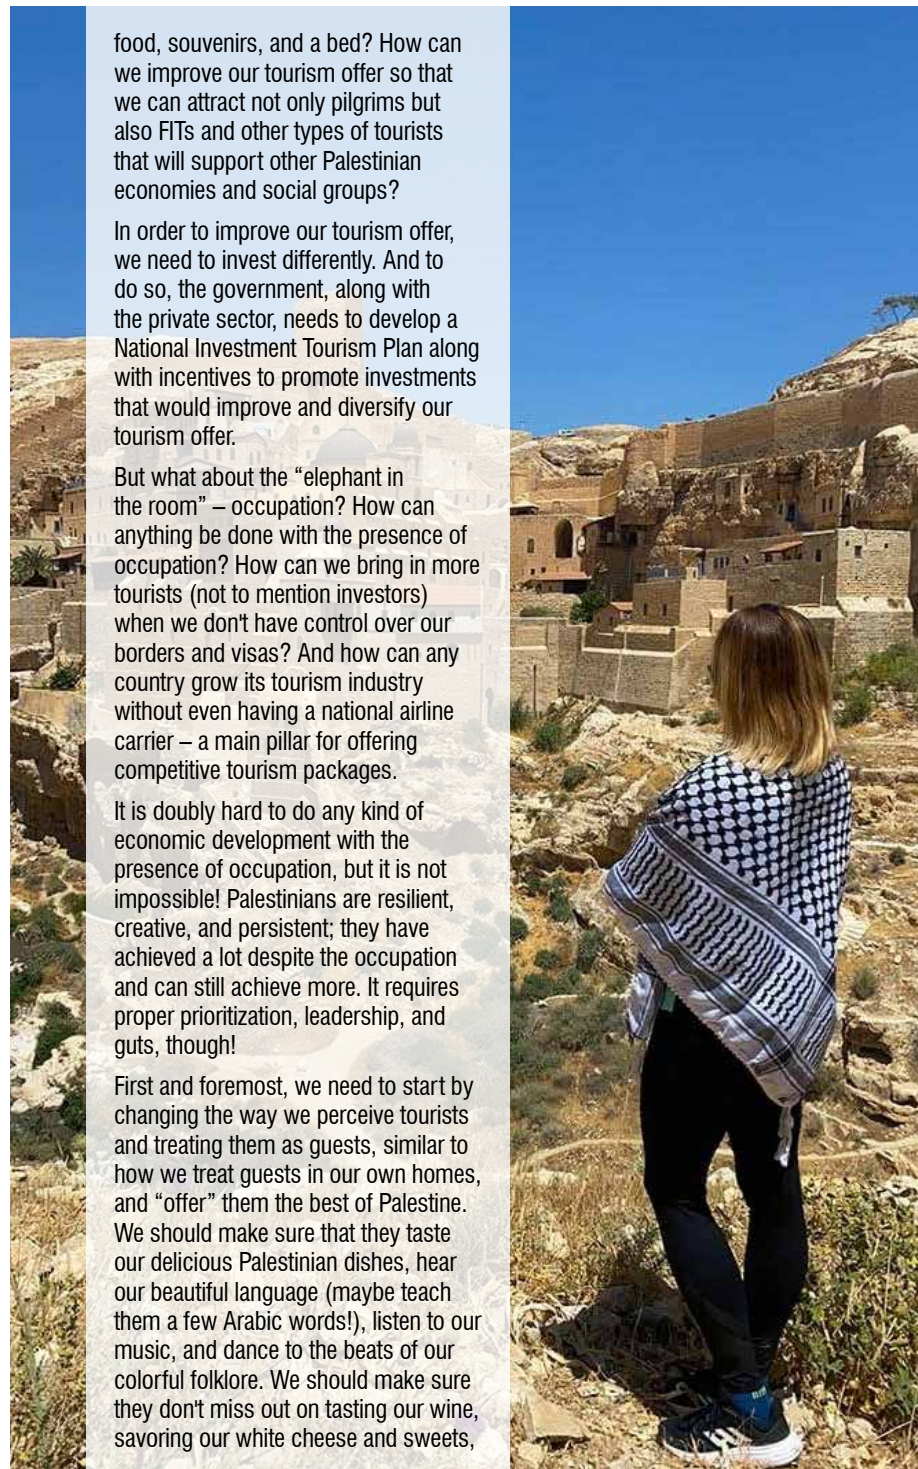 food, souvenirs, and a bed? How can
we improve our tourism offer so that
we can attract not only pilgrims but
also FITs and other types of tourists
that will support other Palestinian
economies and social groups?
In order to improve our tourism offer,
we need to invest differently. And to
do so, the government, along with
the private sector, needs to develop a
National Investment Tourism Plan along
with incentives to promote investments
that would improve and diversify our
tourism offer.
But what about the “elephant in
the room” – occupation? How can
anything be done with the presence of
occupation? How can we bring in more
tourists (not to mention investors)
when we don't have control over our
borders and visas? And how can any
country grow its tourism industry
without even having a national airline
carrier – a main pillar for offering
competitive tourism packages.
It is doubly hard to do any kind of
economic development with the
presence of occupation, but it is not
impossible! Palestinians are resilient,
creative, and persistent; they have
achieved a lot despite the occupation
and can still achieve more. It requires
proper prioritization, leadership, and
guts, though!
First and foremost, we need to start by
changing the way we perceive tourists
and treating them as guests, similar to
how we treat guests in our own homes,
and “offer” them the best of Palestine.
We should make sure that they taste
our delicious Palestinian dishes, hear
our beautiful language (maybe teach
them a few Arabic words!), listen to our
music, and dance to the beats of our
colorful folklore. We should make sure
they don't miss out on tasting our wine,
savoring our white cheese and sweets,